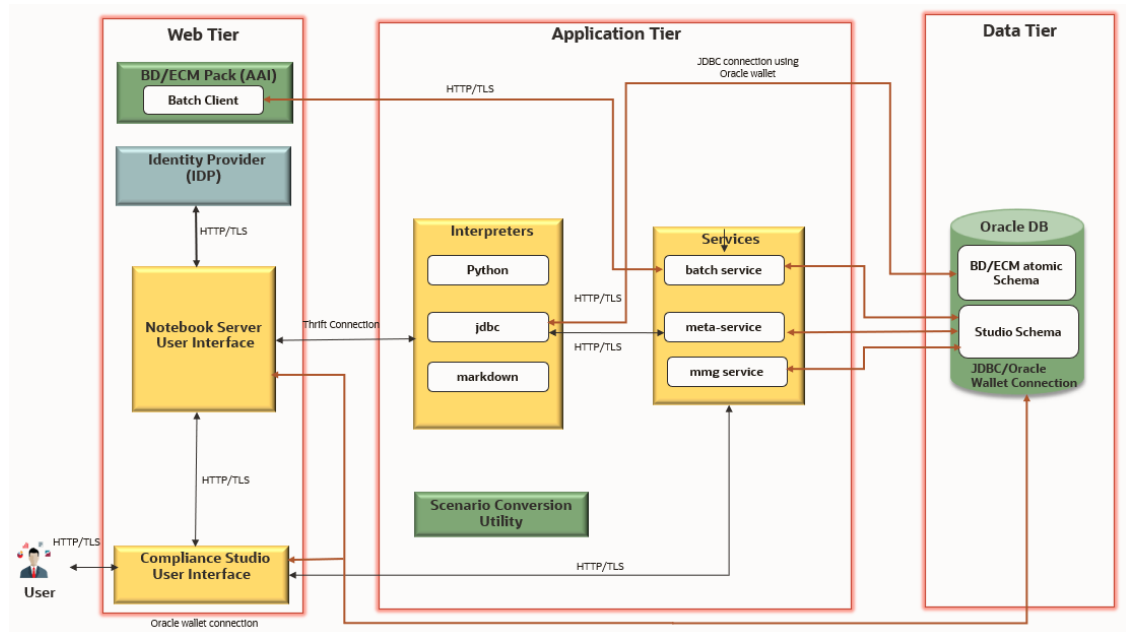 Web Tier
Application Tier
Data Tier
BD/ECM Pack (AAI)
Batch Client
HTTP/TLS
JDBC connection using
Oracle wallet
Identity Provider
(IDP)
HTTP/TLS
Interpreters
Python
jdbc
markdown
Services
batch service
meta-service
mmg service
HTTP/TLS
HTTP/TLS
Oracle DB
BD/ECM atomic
Schema
Studio Schema
JDBC/Oracle
Wallet Connection
Notebook Server
User Interface
Thrift Connection
HTTP/TLS
Scenario Conversion
Utility
HTTP/TLS
User
Compliance Studio
User Interface
HTTP/TLS
Oracle wallet connection